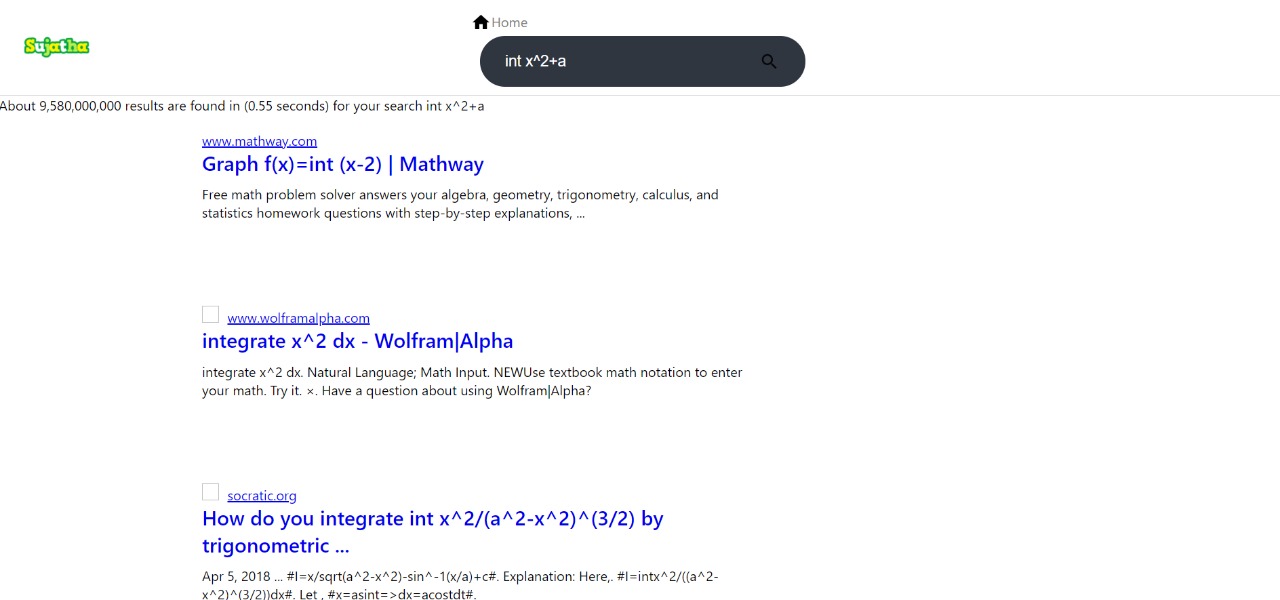 Home
Sujatha
int x^2+a
About 9,580,000,000 results are found in (0.55 seconds) for your search int x^2+a
www.mathway.com
Graph f(x)=int (x-2) | Mathway
Free math problem solver answers your algebra, geometry, trigonometry, calculus, and
statistics homework questions with step-by-step explanations, ...
www.wolframalpha.com
integrate x^2 dx - Wolfram|Alpha
integrate x^2 dx. Natural Language; Math Input. NEWUse textbook math notation to enter
your math. Try it. ×. Have a question about using Wolfram|Alpha?
socratic.org
How do you integrate int x^2/(a^2-x^2)^(3/2) by
trigonometric ...
Apr 5, 2018 ... #I=x/sqrt(a^2-x^2)-sin^-1(x/a)+c#. Explanation: Here,. #I=intx^2/((a^2-
x^2)^(3/2))dx#. Let , #x=asint=>dx=acostdt#.